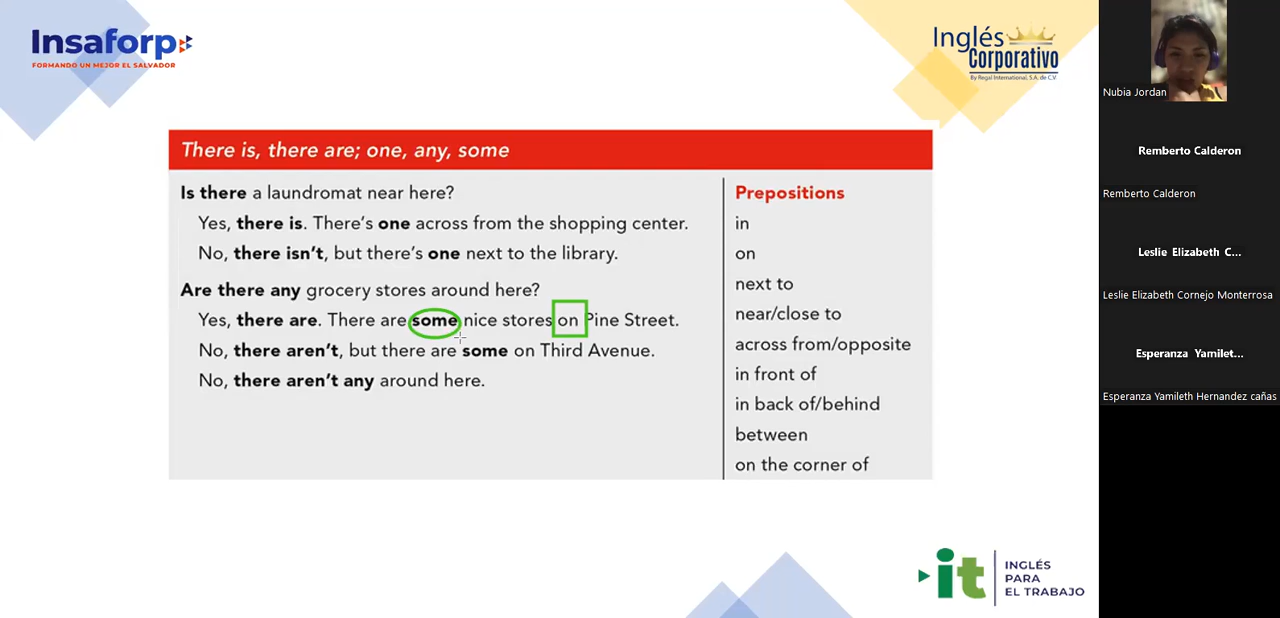 Insaforp
FORMANDO UN MEJOR EL SALVADOR
Inglés
Corporativo
By Regal International, S.A. de C.V.
There is, there are; one, any, some
Is there a laundromat near here?
Yes, there is. There's one across from the shopping center.
No, there isn't, but there's one next to the library.
Are there any grocery stores around here?
Yes, there are. There are some nice stores on Pine Street.
No, there aren't, but there are some on Third Avenue.
No, there aren't any around here.
Prepositions
in
on
next to
near/close to
across from/opposite
in front of
in back of/behind
between
on the corner of
it
INGLÉS
PARA
EL TRABAJO
Nubia Jordan
Remberto Calderon
Remberto Calderon
Leslie Elizabeth C...
Leslie Elizabeth Cornejo Monterrosa
Esperanza Yamilet...
Esperanza Yamileth Hernandez cañas